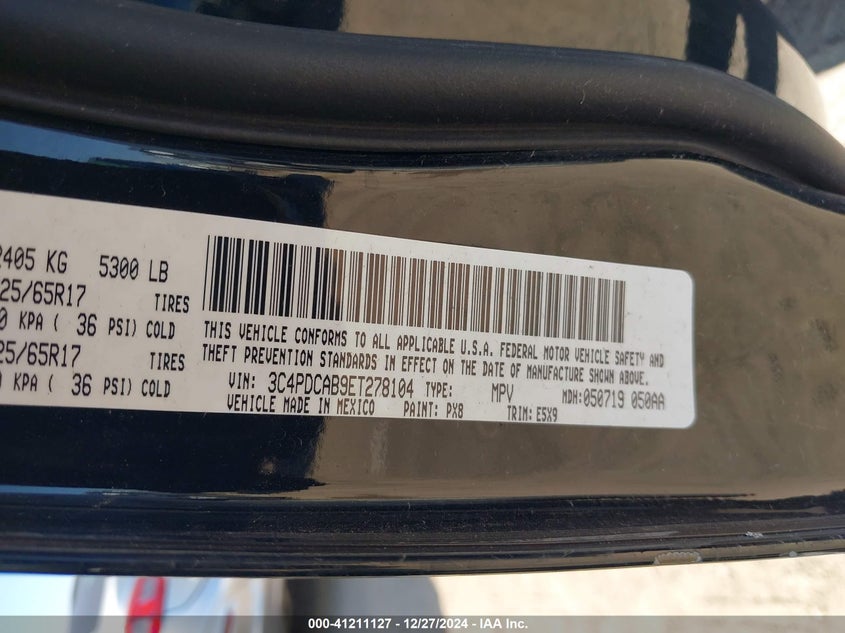 2405 KG 5300 LB
25/65R17 TIRES
0 KPA ( 36 PSI) COLD
25/65R17 TIRES
0 KPA ( 36 PSI) COLD
THIS VEHICLE CONFORMS TO ALL APPLICABLE U.S.A. FEDERAL MOTOR VEHICLE SAFETY AND
THEFT PREVENTION STANDARDS IN EFFECT ON THE DATE OF MANUFACTURE SHOWN ABOVE.
VIN: 3C4PDCAB9ET278104 TYPE: MPV MDH:050719 050AA
VEHICLE MADE IN MEXICO PAINT: PX8 TRIM: E5X9
000-41211127 - 12/27/2024 - IAA Inc.